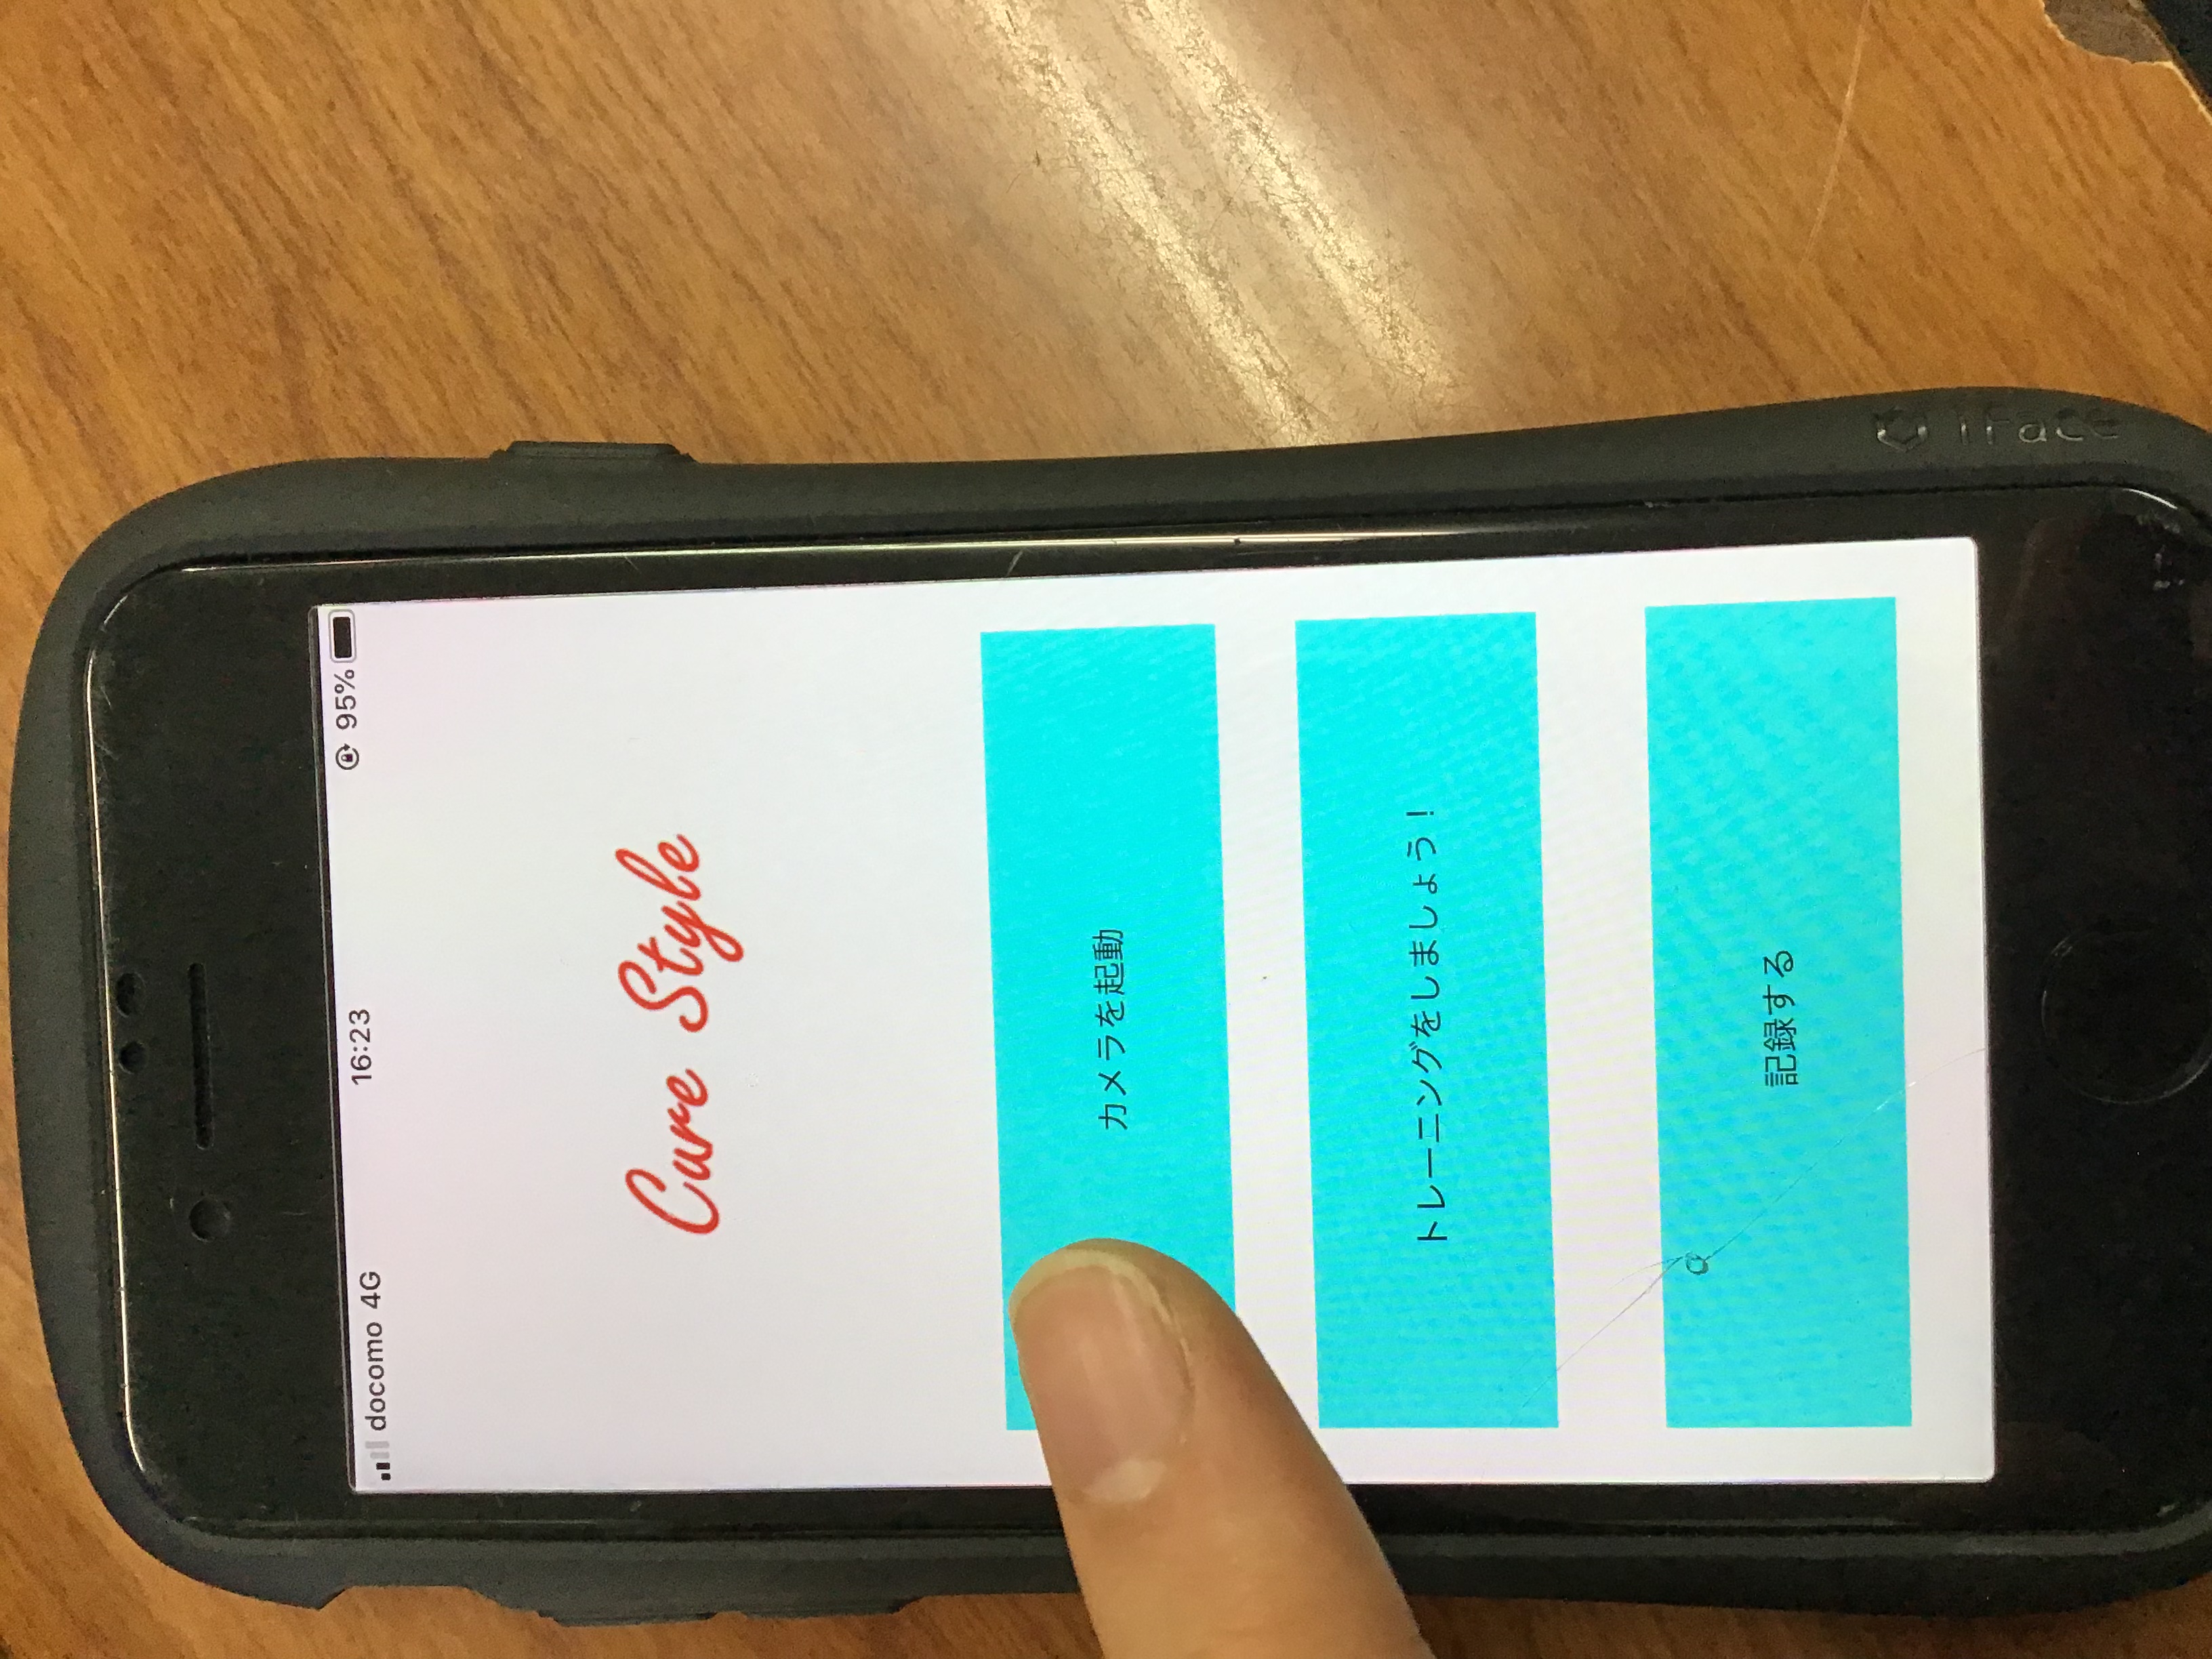 docomo 4G 16:23 95%
Cure Style
カメラを起動
トレーニングをしましょう！
記録する
iFace